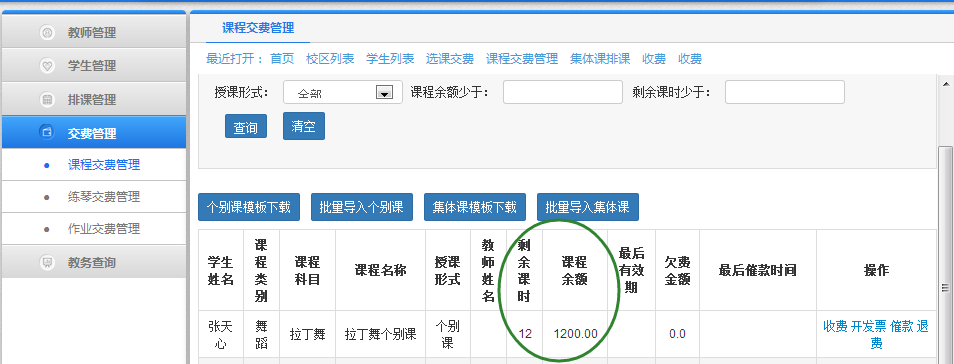 课程交费管理
最近打开： 首页 校区列表 学生列表 选课交费 课程交费管理 集体课排课 收费 收费
教师管理
学生管理
排课管理
交费管理
课程交费管理
练琴交费管理
作业交费管理
教务查询
授课形式： 全部 课程余额少于： 剩余课时少于：
查询 清空
个别课模板下载 批量导入个别课 集体课模板下载 批量导入集体课
学生姓名 课程类别 课程科目 课程名称 授课形式 教师姓名 剩余课时 课程余额 最后有效期 欠费金额 最后催款时间 操作
张天心 舞蹈 拉丁舞 拉丁舞个别课 个别课 12 1200.00 0.0 收费 开发票 催款 退费